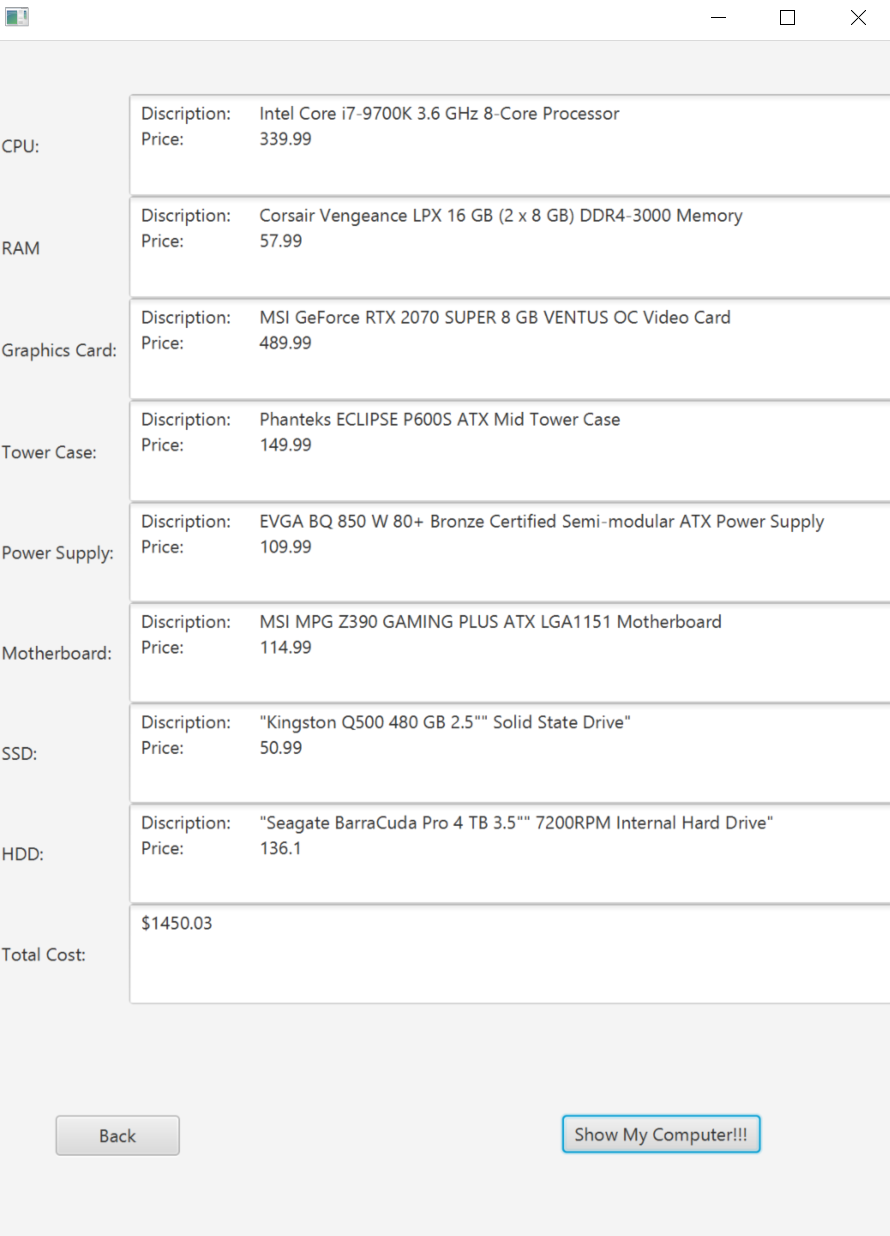 CPU:
Discription: Intel Core i7-9700K 3.6 GHz 8-Core Processor
Price: 339.99
RAM
Discription: Corsair Vengeance LPX 16 GB (2 x 8 GB) DDR4-3000 Memory
Price: 57.99
Graphics Card:
Discription: MSI GeForce RTX 2070 SUPER 8 GB VENTUS OC Video Card
Price: 489.99
Tower Case:
Discription: Phanteks ECLIPSE P600S ATX Mid Tower Case
Price: 149.99
Power Supply:
Discription: EVGA BQ 850 W 80+ Bronze Certified Semi-modular ATX Power Supply
Price: 109.99
Motherboard:
Discription: MSI MPG Z390 GAMING PLUS ATX LGA1151 Motherboard
Price: 114.99
SSD:
Discription: "Kingston Q500 480 GB 2.5"" Solid State Drive"
Price: 50.99
HDD:
Discription: "Seagate BarraCuda Pro 4 TB 3.5"" 7200RPM Internal Hard Drive"
Price: 136.1
Total Cost:
$1450.03
Back
Show My Computer!!!